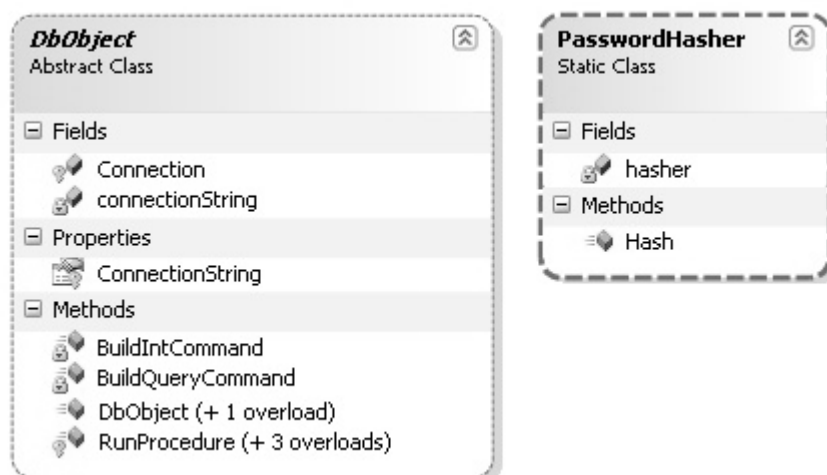 DbObject
Abstract Class
Fields
Connection
connectionString
Properties
ConnectionString
Methods
BuildIntCommand
BuildQueryCommand
DbObject (+ 1 overload)
RunProcedure (+ 3 overloads)
PasswordHasher
Static Class
Fields
hasher
Methods
Hash